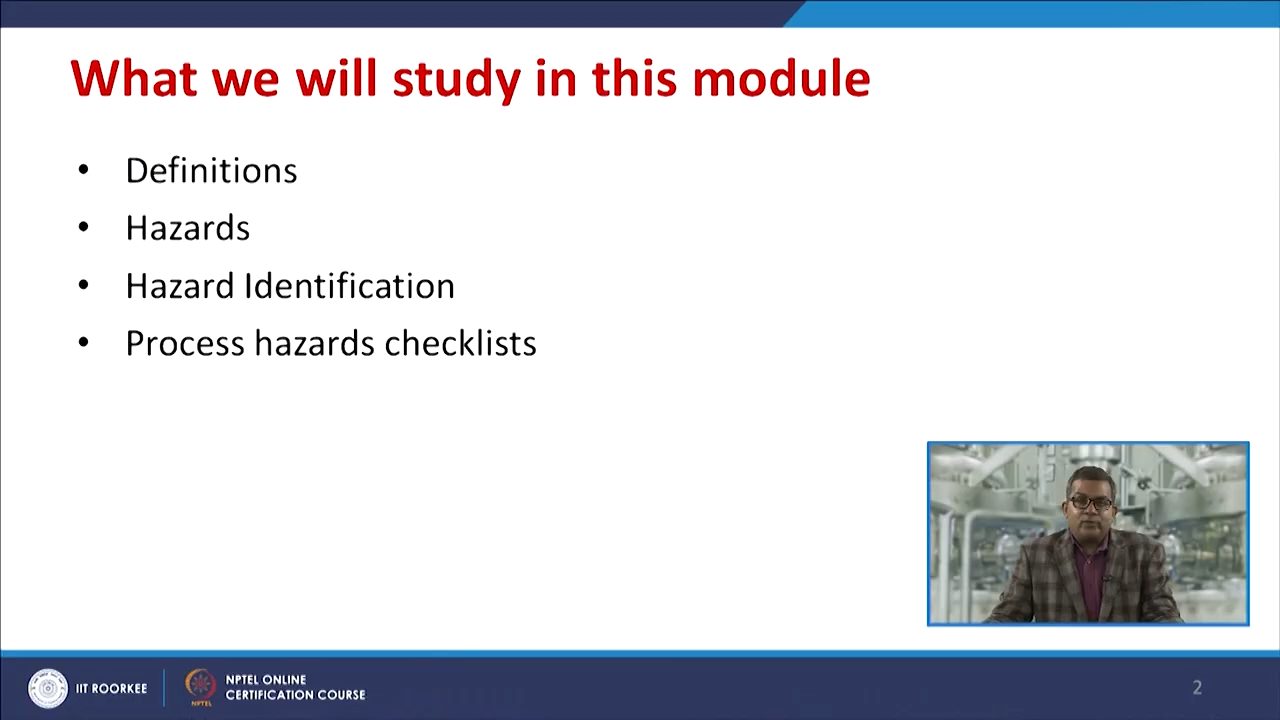 What we will study in this module
• Definitions
• Hazards
• Hazard Identification
• Process hazards checklists
IIT ROORKEE
NPTEL
NPTEL ONLINE
CERTIFICATION COURSE
2